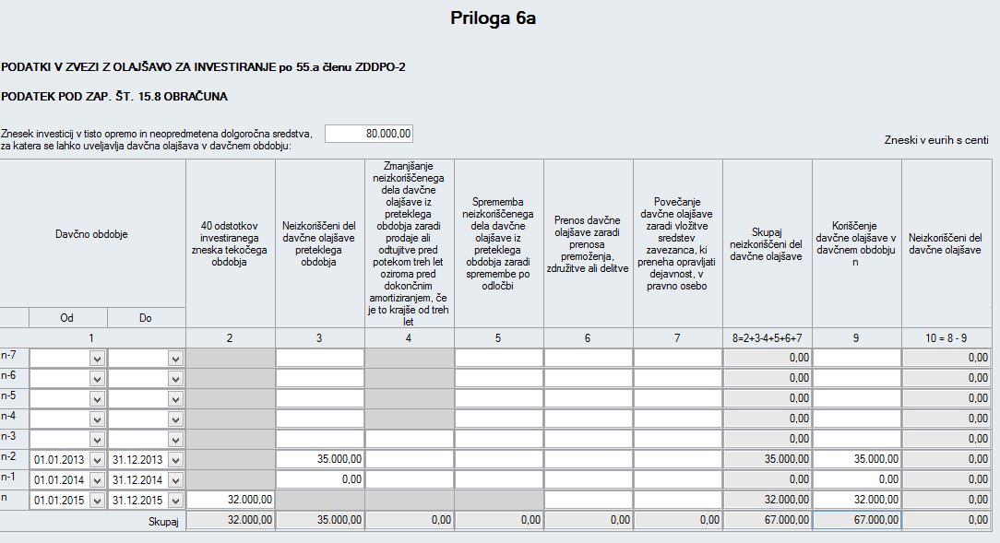 Priloga 6a
PODATKI V ZVEZI Z OLAJŠAVO ZA INVESTIRANJE po 55.a členu ZDDPO-2
PODATEK POD ZAP. ŠT. 15.8 OBRAČUNA
Znesek investicij v tisto opremo in neopredmetena dolgoročna sredstva,
za katera se lahko uveljavlja davčna olajšava v davčnem obdobju:
80.000,00
Zneski v eurih s centi
Davčno obdobje
Od Do
40 odstotkov
investiranega
zneska tekočega
obdobja
Neizkoriščeni del
davčne olajšave
preteklega
obdobja
Zmanjšanje
neizkoriščenega
dela davčne
olajšave iz
preteklega
obdobja zaradi
prodaje ali
odtujitve pred
potekom treh let
oziroma pred
dokončnim
amortiziranjem, če
je to krajše od treh
let
Sprememba
neizkoriščenega
dela davčne
olajšave iz
preteklega
obdobja zaradi
spremembe po
odločbi
Prenos davčne
olajšave zaradi
prenosa
premoženja,
združitve ali delitve
Povečanje
davčne olajšave
zaradi vložitve
sredstev
zavezanca, ki
preneha opravljati
dejavnost, v
pravno osebo
Skupaj
neizkoriščeni del
davčne olajšave
Koriščenje
davčne olajšave v
davčnem obdobju
n
Neizkoriščeni del
davčne olajšave
1 2 3 4 5 6 7 8=2+3-4+5+6+7 9 10 = 8 - 9
n-7 0,00 0,00
n-6 0,00 0,00
n-5 0,00 0,00
n-4 0,00 0,00
n-3 0,00 0,00
n-2 01.01.2013 31.12.2013 35.000,00 35.000,00 35.000,00 0,00
n-1 01.01.2014 31.12.2014 0,00 0,00 0,00 0,00
n 01.01.2015 31.12.2015 32.000,00 32.000,00 32.000,00 0,00
Skupaj 32.000,00 35.000,00 0,00 0,00 0,00 0,00 67.000,00 67.000,00 0,00